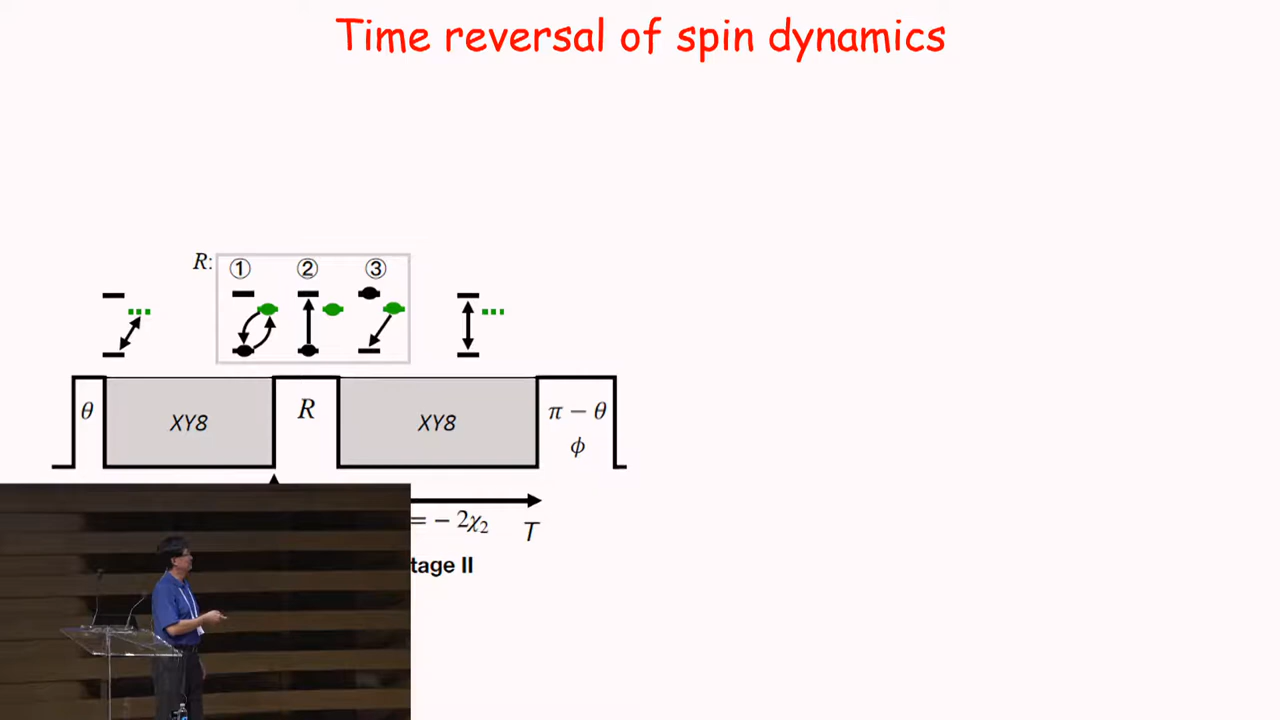 Time reversal of spin dynamics
R: ① ② ③
θ XY8 R XY8 π − θ
ϕ
= − 2χ₂ T
tage II